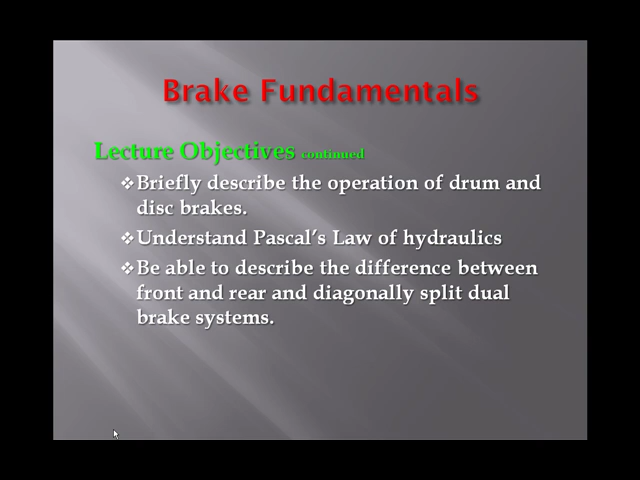 Brake Fundamentals
Lecture Objectives continued
❖Briefly describe the operation of drum and
disc brakes.
❖Understand Pascal’s Law of hydraulics
❖Be able to describe the difference between
front and rear and diagonally split dual
brake systems.